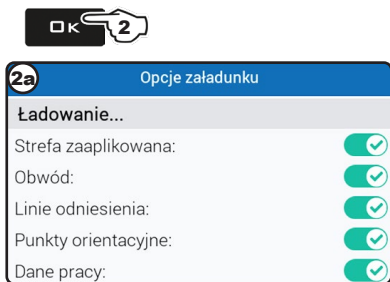 OK
2
2a
Opcje załadunku
Ładowanie...
Strefa zaaplikowana:
Obwód:
Linie odniesienia:
Punkty orientacyjne:
Dane pracy: